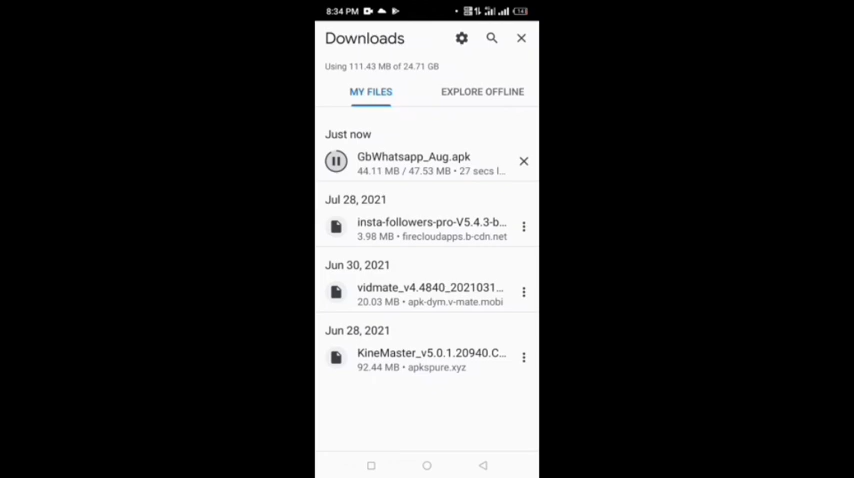 8:34 PM
Downloads
Using 111.43 MB of 24.71 GB
MY FILES
EXPLORE OFFLINE
Just now
GbWhatsapp_Aug.apk
44.11 MB / 47.53 MB • 27 secs l...
Jul 28, 2021
insta-followers-pro-V5.4.3-b...
3.98 MB • firecloudapps.b-cdn.net
Jun 30, 2021
vidmate_v4.4840_2021031...
20.03 MB • apk-dym.v-mate.mobi
Jun 28, 2021
KineMaster_v5.0.1.20940.C...
92.44 MB • apkspure.xyz